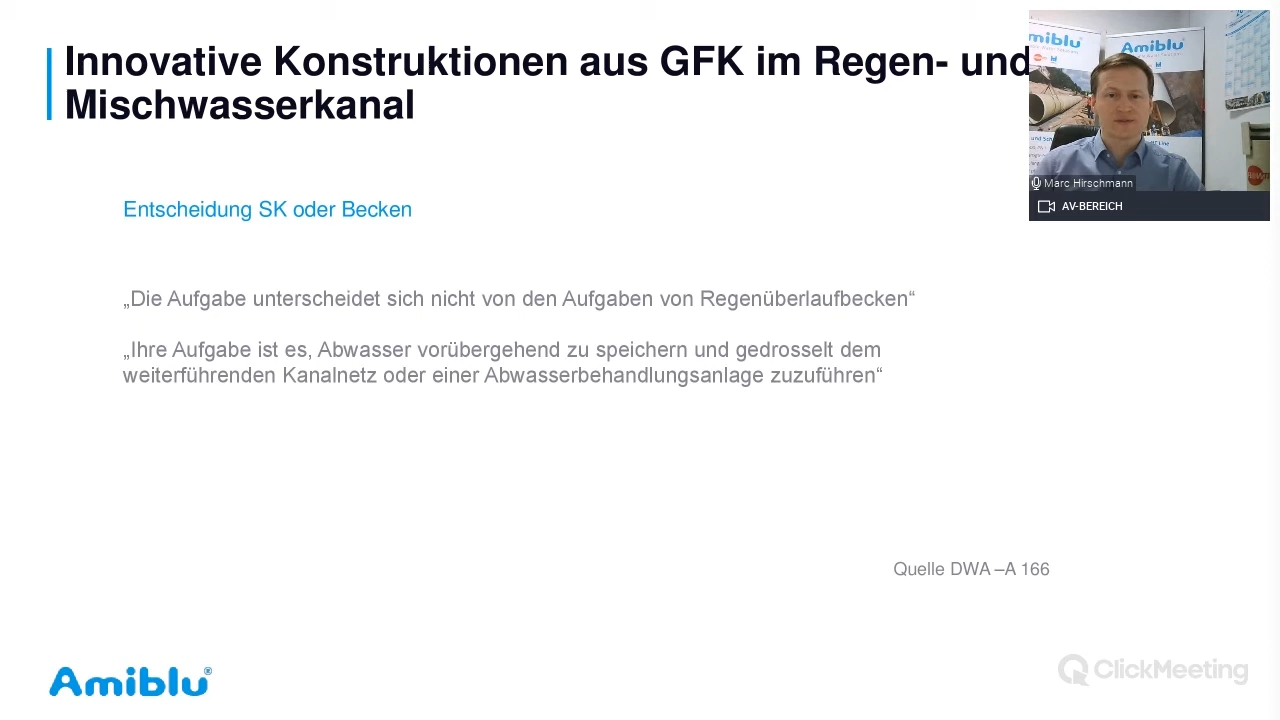 Innovative Konstruktionen aus GFK im Regen- und
Mischwasserkanal
Entscheidung SK oder Becken
„Die Aufgabe unterscheidet sich nicht von den Aufgaben von Regenüberlaufbecken“
„Ihre Aufgabe ist es, Abwasser vorübergehend zu speichern und gedrosselt dem
weiterführenden Kanalnetz oder einer Abwasserbehandlungsanlage zuzuführen“
Quelle DWA –A 166
Amiblu®
ClickMeeting
miblu
Amiblu
Marc Hirschmann
AV-BEREICH